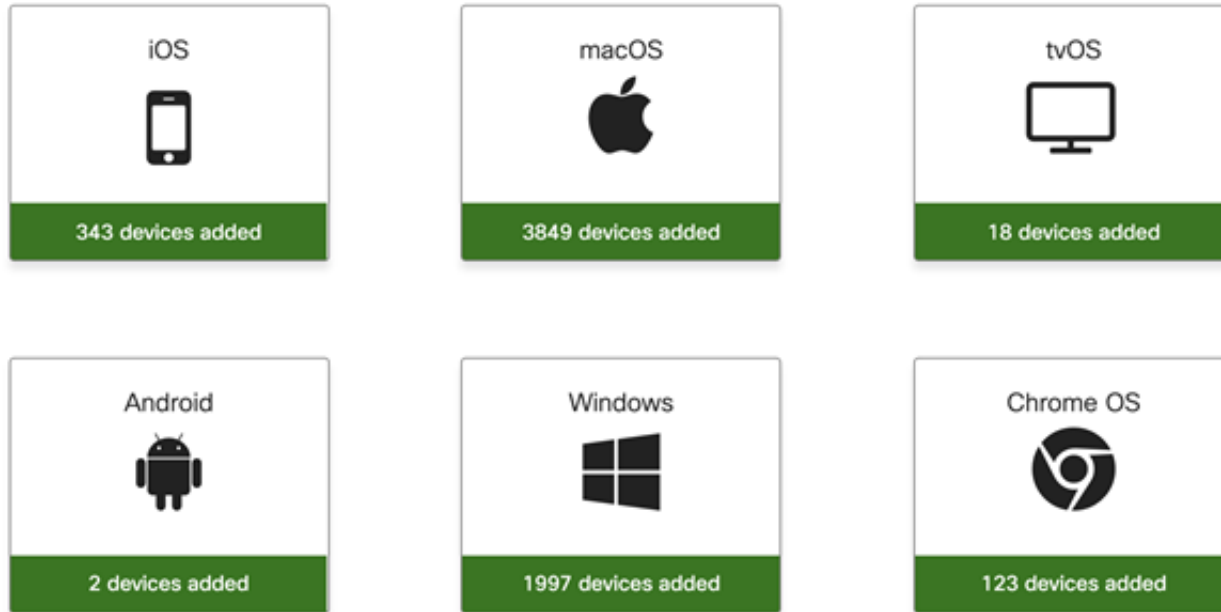 iOS
macOS
tvOS
343 devices added
3849 devices added
18 devices added
Android
Windows
Chrome OS
2 devices added
1997 devices added
123 devices added